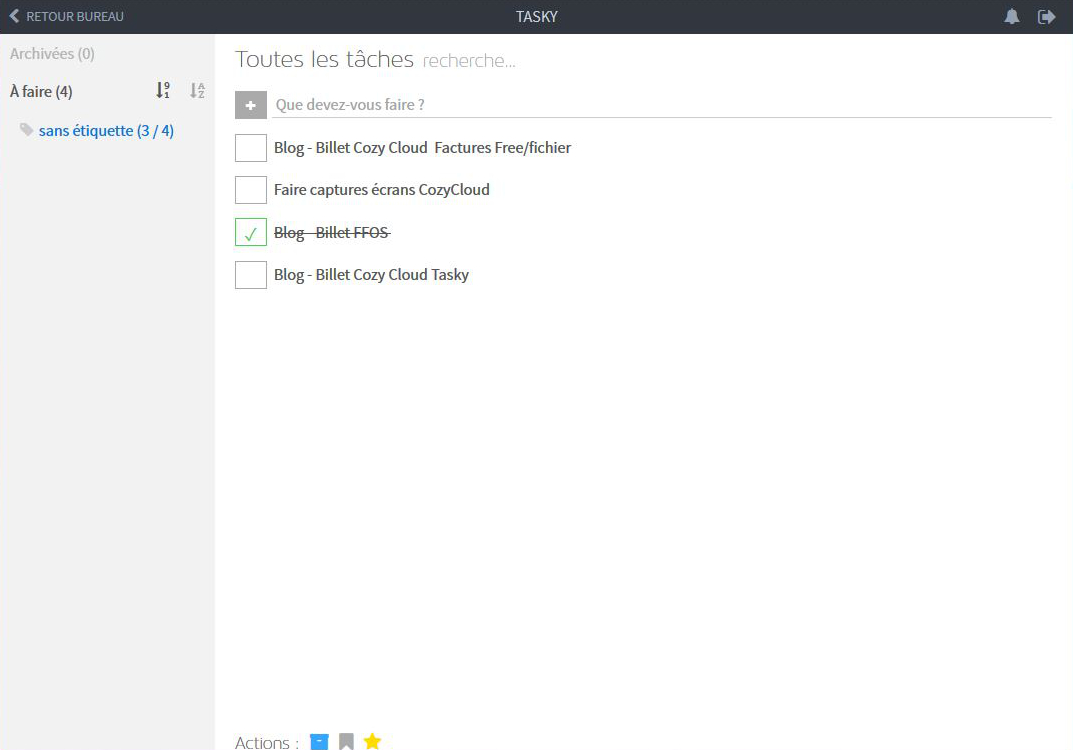 RETOUR BUREAU
TASKY
Archivées (0)
À faire (4)
sans étiquette (3 / 4)
Toutes les tâches recherche...
Que devez-vous faire ?
Blog - Billet Cozy Cloud  Factures Free/fichier
Faire captures écrans CozyCloud
Blog - Billet FFOS
Blog - Billet Cozy Cloud Tasky
Actions :